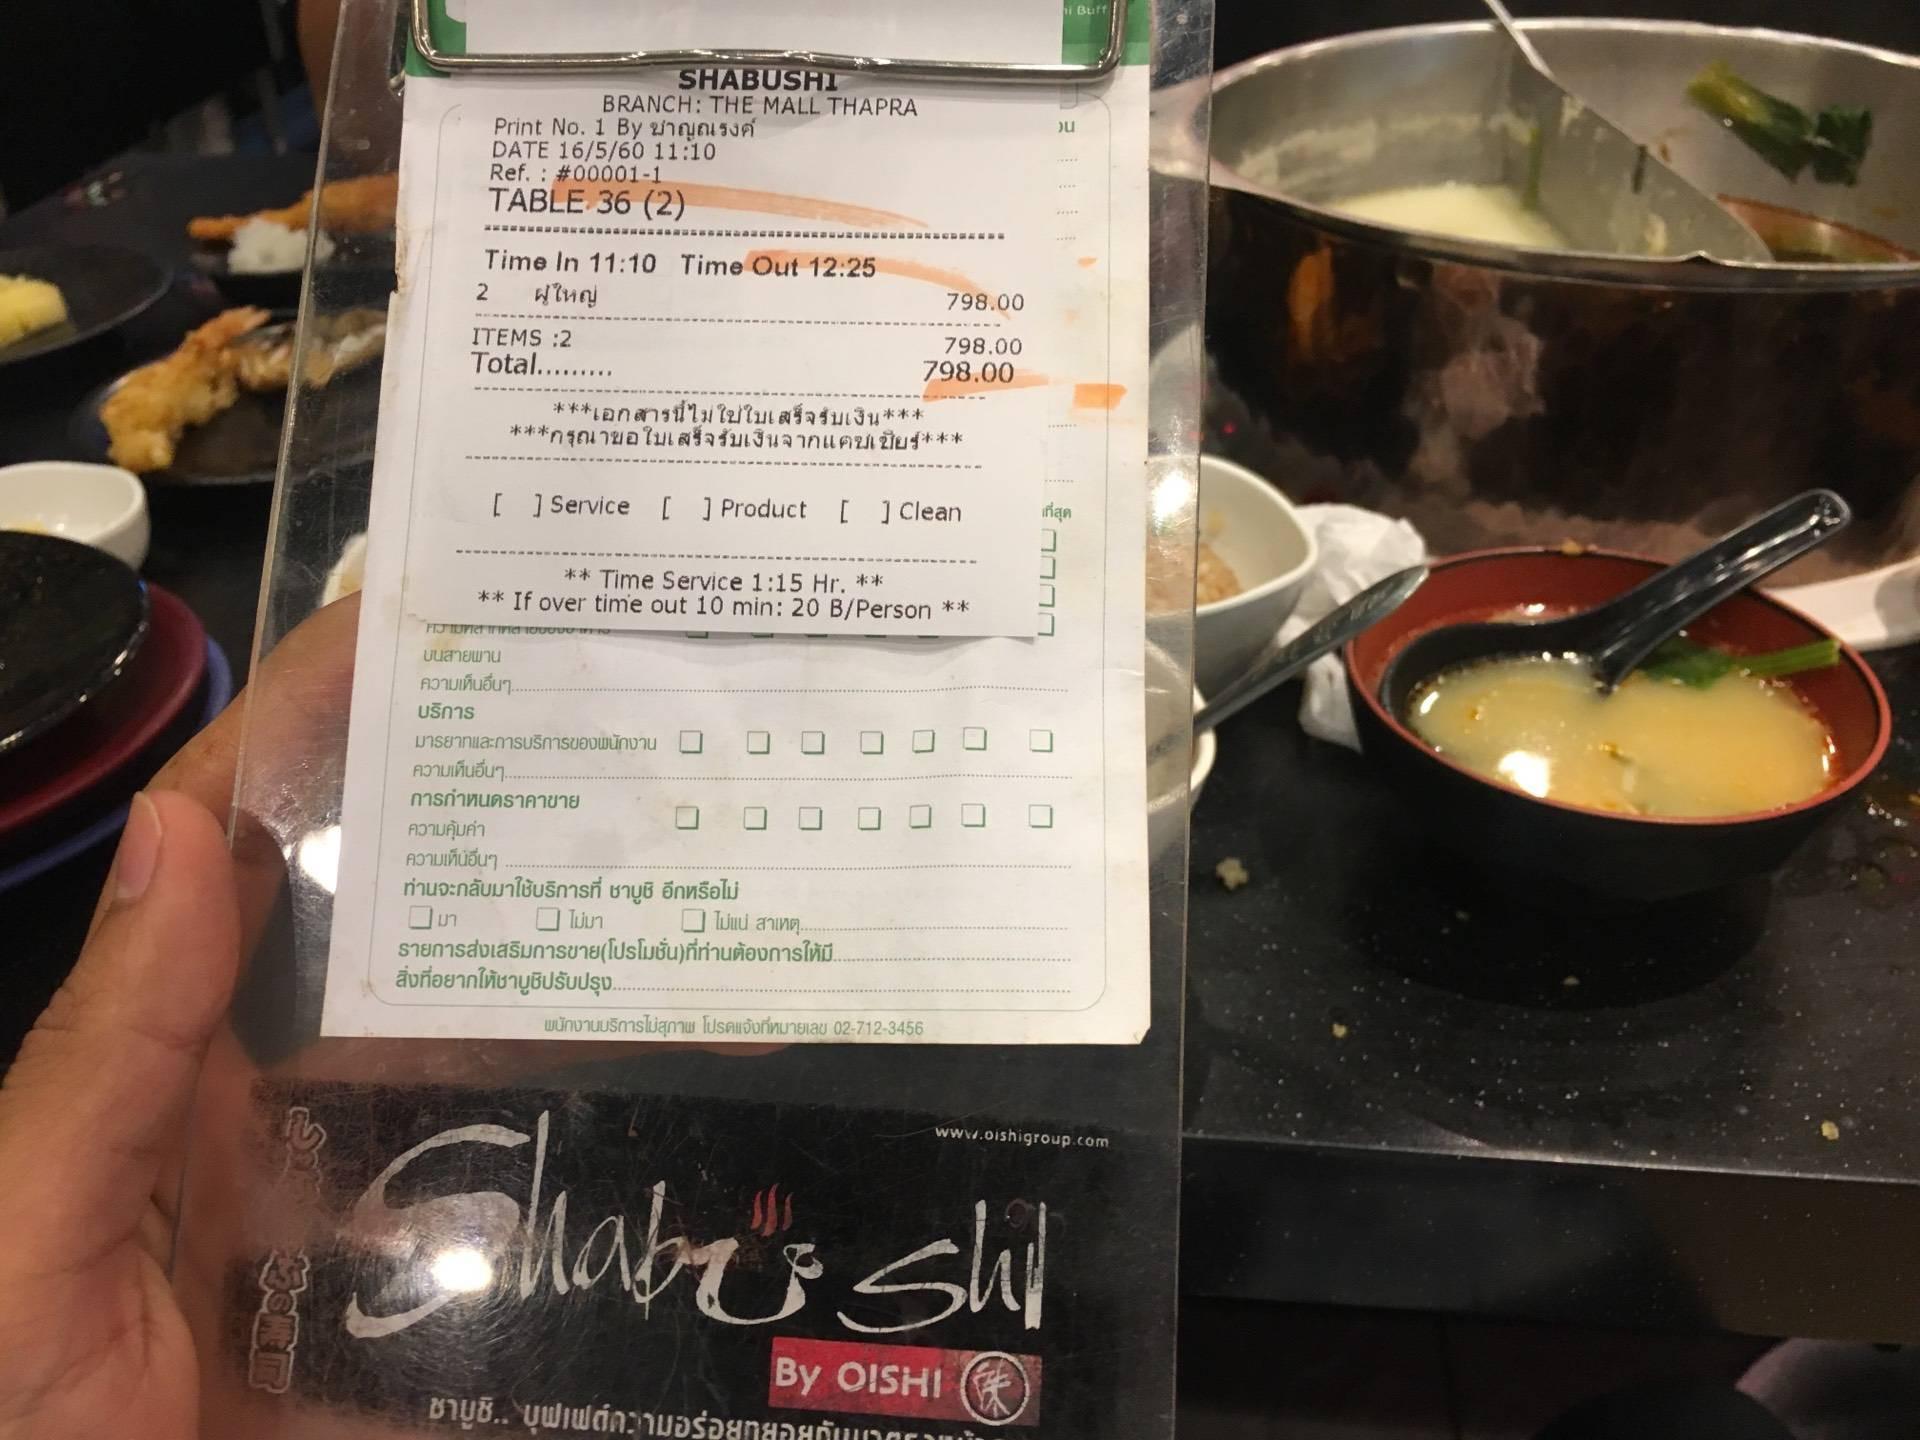 SHABUSHI
BRANCH: THE MALL THAPRA
Print No. 1 By ชาญณรงค์
DATE 16/5/60 11:10
Ref. : #00001-1
TABLE 36 (2)
Time In 11:10 Time Out 12:25
2 ผู้ใหญ่ 798.00
ITEMS :2 798.00
Total......... 798.00
***เอกสารนี้ไม่ใช่ใบเสร็จรับเงิน***
***กรุณาขอใบเสร็จรับเงินจากแคชเชียร์***
[ ] Service [ ] Product [ ] Clean
** Time Service 1:15 Hr. **
** If over time out 10 min: 20 B/Person **
บนสายพาน
ความเห็นอื่นๆ
บริการ
มารยาทและการบริการของพนักงาน
ความเห็นอื่นๆ
การกำหนดราคาขาย
ความคุ้มค่า
ความเห็นอื่นๆ
ท่านจะกลับมาใช้บริการที่ ชาบูชิ อีกหรือไม่
มา ไม่มา ไม่แน่ สาเหตุ
รายการส่งเสริมการขาย(โปรโมชั่น)ที่ท่านต้องการให้มี
สิ่งที่อยากให้ชาบูชิปรับปรุง
พนักงานบริการไม่สุภาพ โปรดแจ้งที่หมายเลข 02-712-3456
www.oishigroup.com
Shabushi
By OISHI
ชาบูชิ.. บุฟเฟต์ความอร่อย